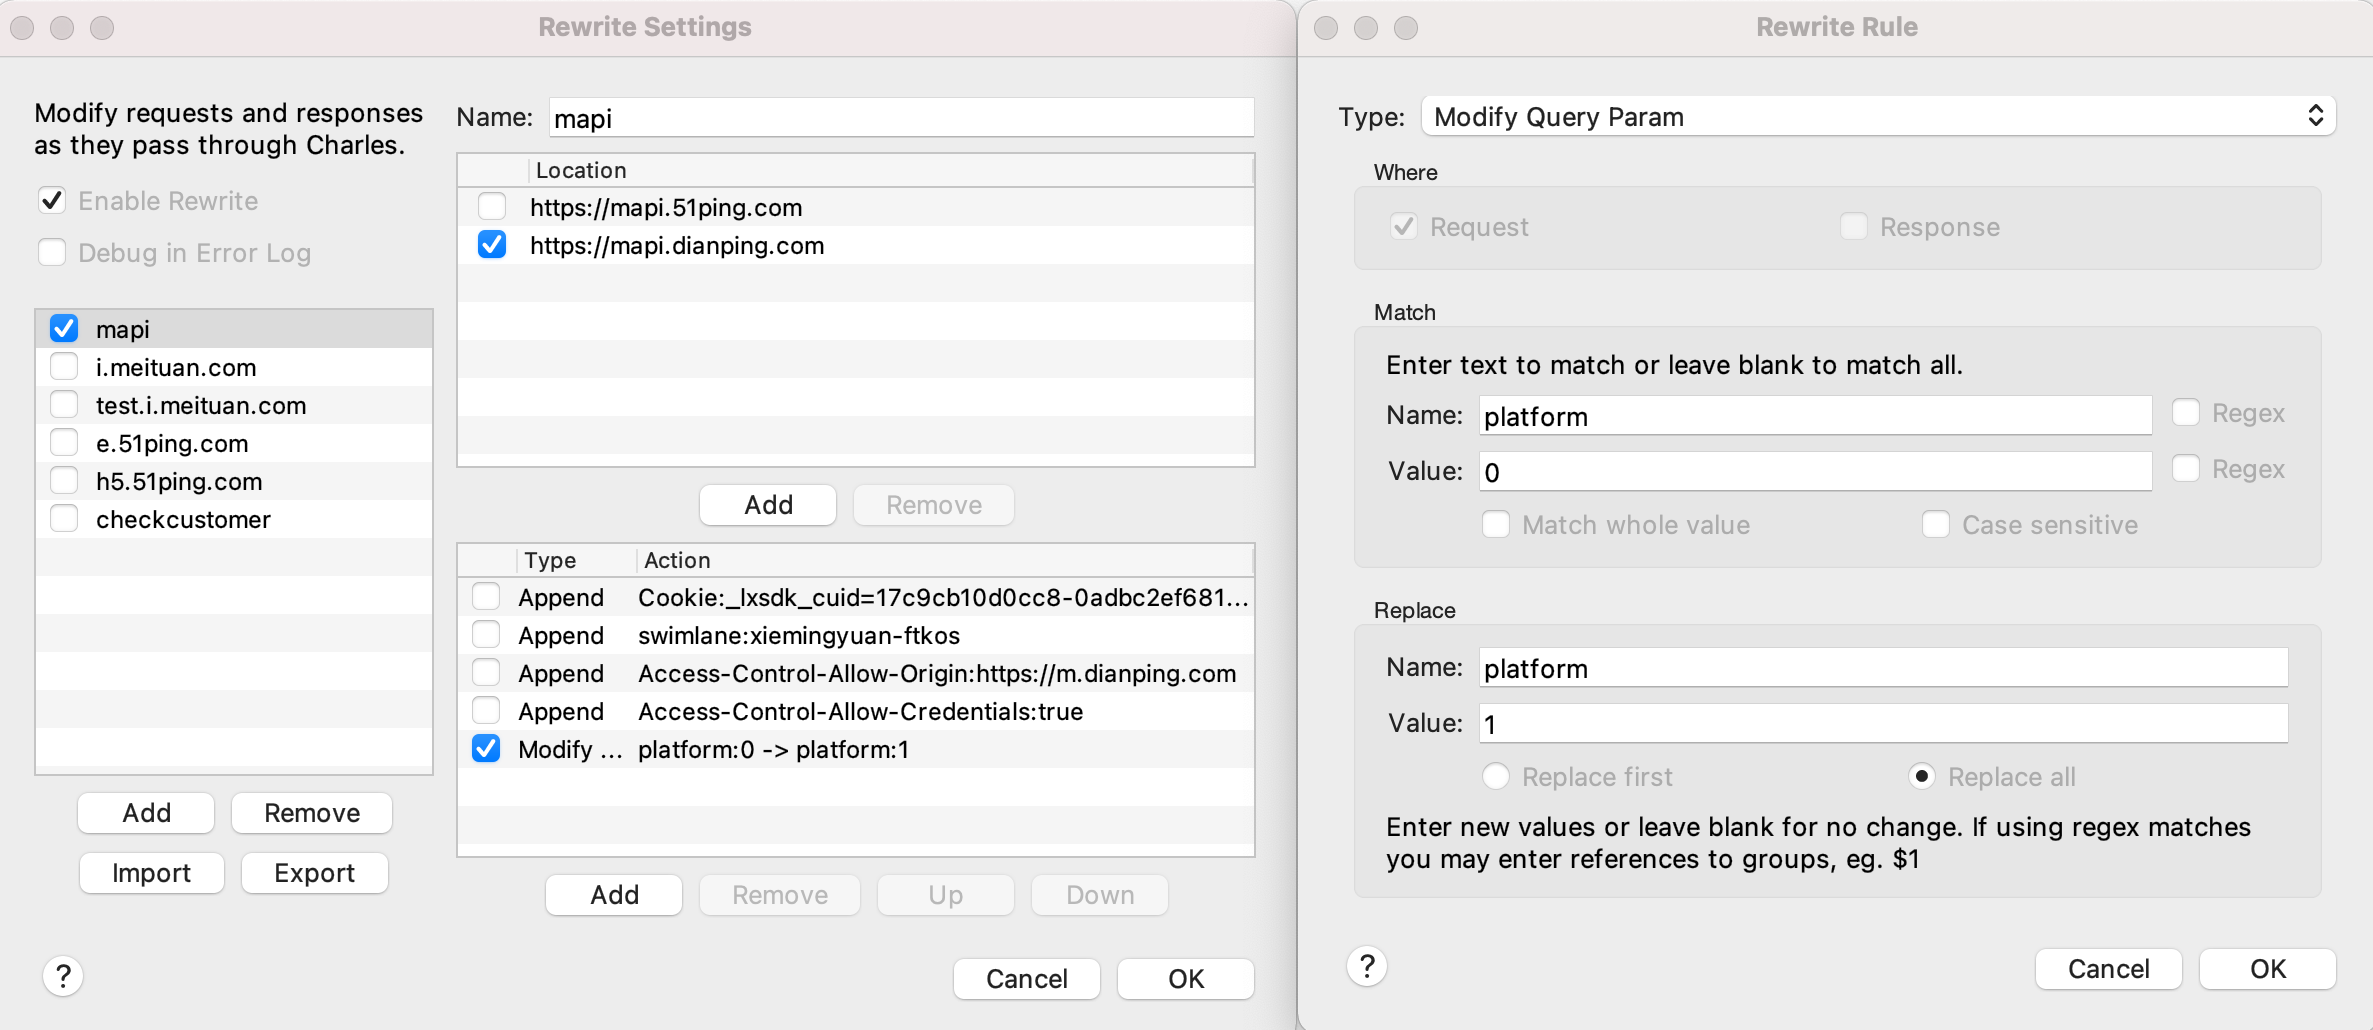 Rewrite Settings
Modify requests and responses
as they pass through Charles.
Enable Rewrite
Debug in Error Log
mapi
i.meituan.com
test.i.meituan.com
e.51ping.com
h5.51ping.com
checkcustomer
Add Remove
Import Export
?
Name: mapi
Location
https://mapi.51ping.com
https://mapi.dianping.com
Add Remove
Type Action
Append Cookie:_lxsdk_cuid=17c9cb10d0cc8-0adbc2ef681...
Append swimlane:xiemingyuan-ftkos
Append Access-Control-Allow-Origin:https://m.dianping.com
Append Access-Control-Allow-Credentials:true
Modify ... platform:0 -> platform:1
Add Remove Up Down
Cancel OK
Rewrite Rule
Type: Modify Query Param
Where
Request Response
Match
Enter text to match or leave blank to match all.
Name: platform Regex
Value: 0 Regex
Match whole value Case sensitive
Replace
Name: platform
Value: 1
Replace first Replace all
Enter new values or leave blank for no change. If using regex matches
you may enter references to groups, eg. $1
? Cancel OK